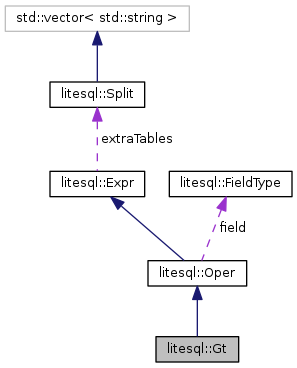 std::vector< std::string >
litesql::Split
extraTables
litesql::Expr
litesql::FieldType
field
litesql::Oper
litesql::Gt